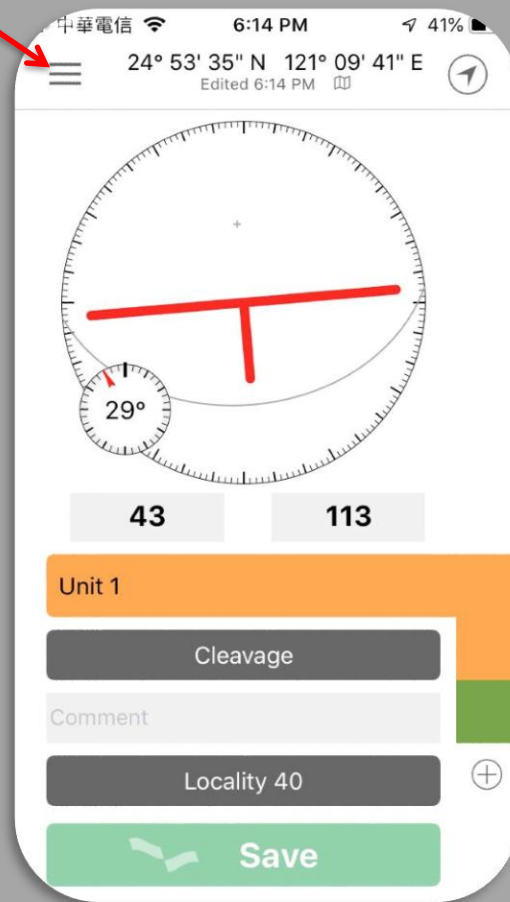 中華電信 6:14 PM 41%
24° 53' 35" N 121° 09' 41" E
Edited 6:14 PM
29°
43 113
Unit 1
Cleavage
Comment
Locality 40
Save